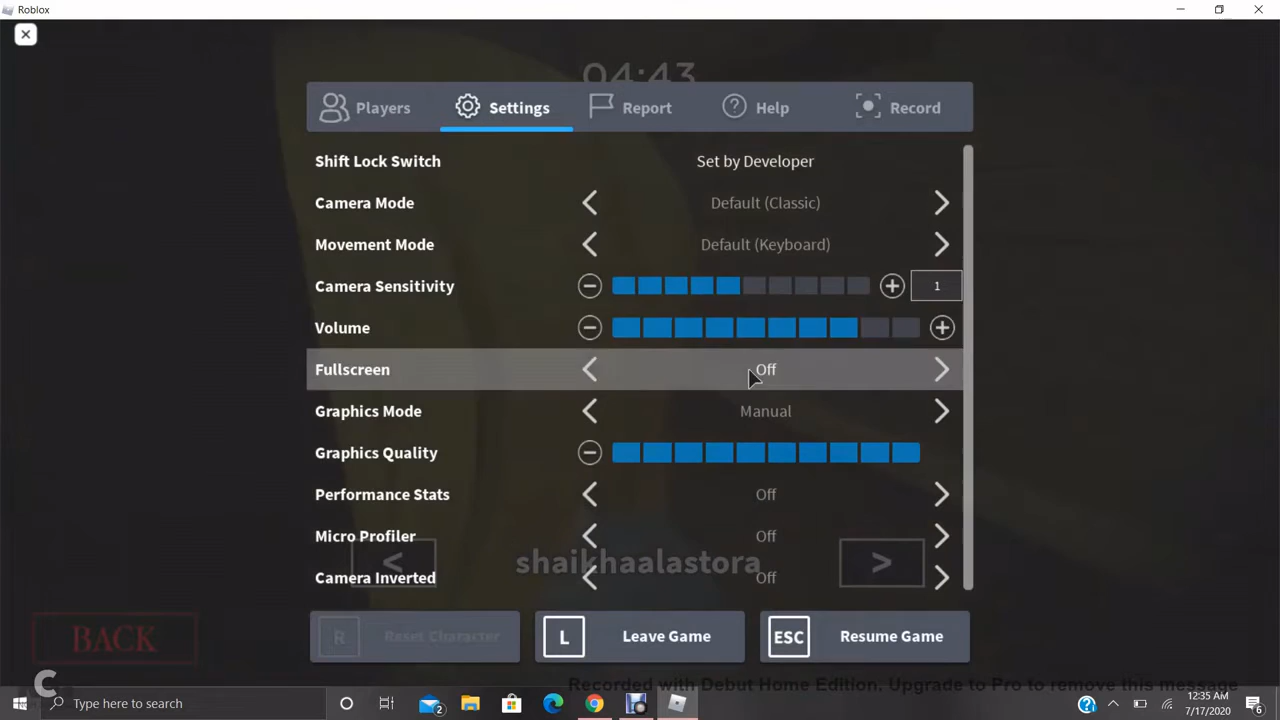 Roblox
04:43
Players Settings Report Help Record
Shift Lock Switch Set by Developer
Camera Mode Default (Classic)
Movement Mode Default (Keyboard)
Camera Sensitivity 1
Volume
Fullscreen Off
Graphics Mode Manual
Graphics Quality
Performance Stats Off
Micro Profiler Off
< shaikhaalastora >
Camera Inverted Off
BACK R Reset Character L Leave Game ESC Resume Game
Recorded with Debut Home Edition. Upgrade to Pro to remove this message
Type here to search 2 12:35 AM
7/17/2020 6